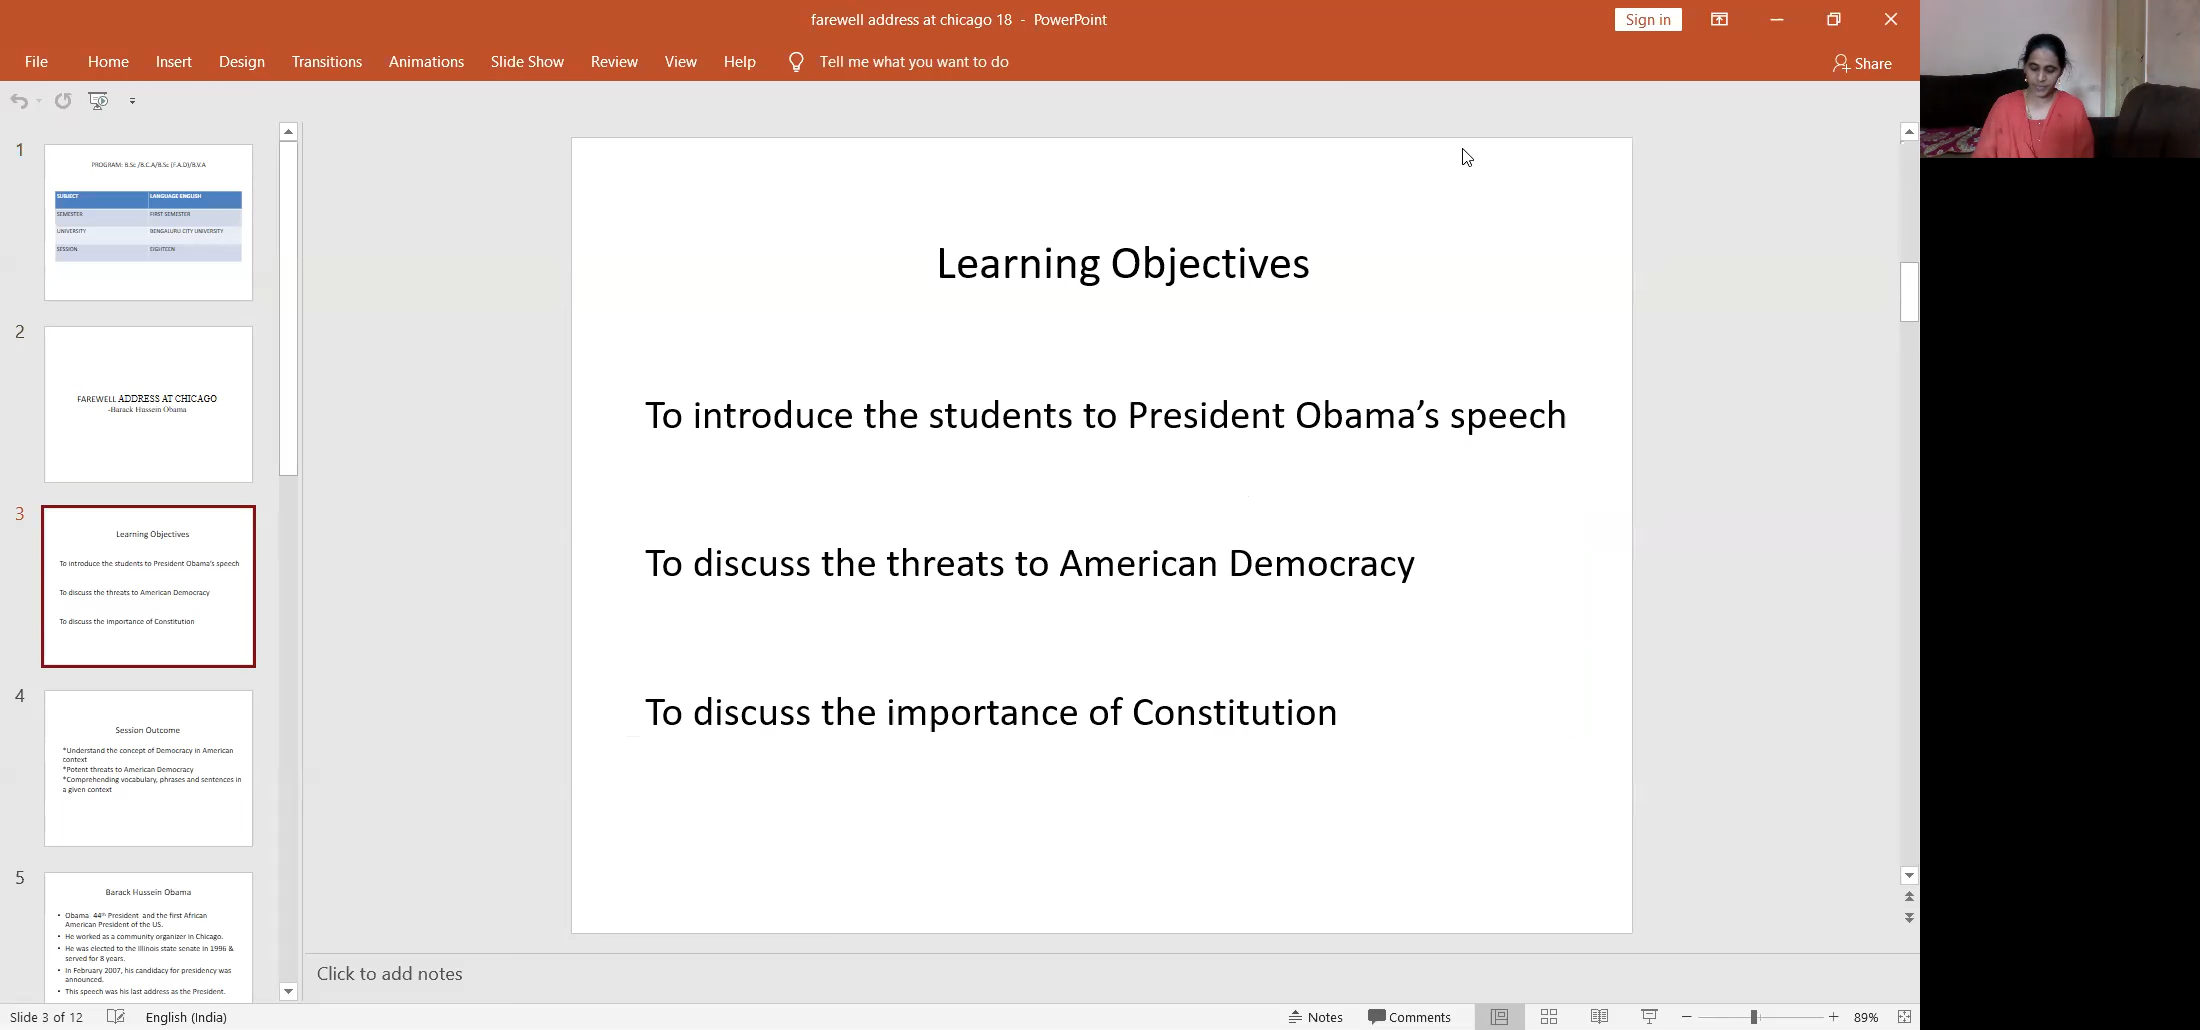 farewell address at chicago 18 - PowerPoint
Sign in
File Home Insert Design Transitions Animations Slide Show Review View Help Tell me what you want to do
Share
1
PROGRAM: B.Sc /B.C.A/B.Sc (F.A.D)/B.V.A
SUBJECT LANGUAGE ENGLISH
SEMESTER FIRST SEMESTER
UNIVERSITY BENGALURU CITY UNIVERSITY
SESSION EIGHTEEN
2
FAREWELL ADDRESS AT CHICAGO
-Barack Hussein Obama
3
Learning Objectives
To introduce the students to President Obama's speech
To discuss the threats to American Democracy
To discuss the importance of Constitution
4
Session Outcome
*Understand the concept of Democracy in American
context
*Potent threats to American Democracy
*Comprehending vocabulary, phrases and sentences in
a given context
5
Barack Hussein Obama
• Obama 44th President and the first African
American President of the US.
• He worked as a community organizer in Chicago.
• He was elected to the Illinois state senate in 1996 &
served for 8 years.
• In February 2007, his candidacy for presidency was
announced.
• This speech was his last address as the President.
Learning Objectives
To introduce the students to President Obama’s speech
To discuss the threats to American Democracy
To discuss the importance of Constitution
Click to add notes
Slide 3 of 12 English (India) Notes Comments 89%